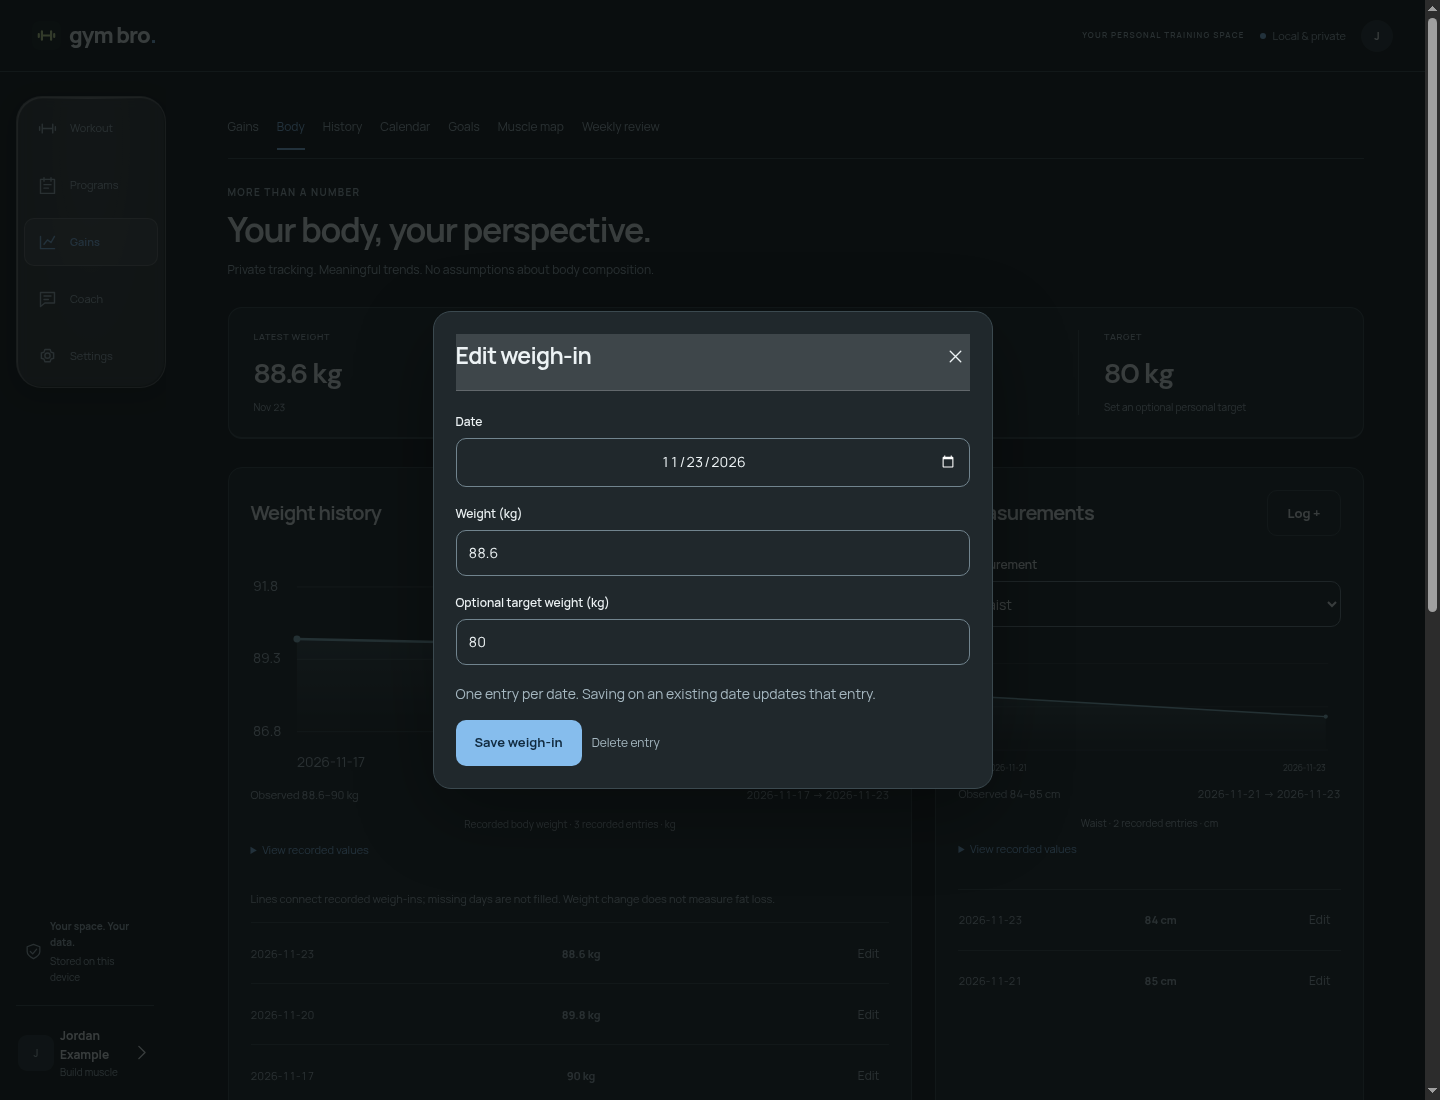 gym bro.
YOUR PERSONAL TRAINING SPACE
Local & private
J
Workout
Programs
Gains
Coach
Settings
Gains Body History Calendar Goals Muscle map Weekly review
MORE THAN A NUMBER
Your body, your perspective.
Private tracking. Meaningful trends. No assumptions about body composition.
LATEST WEIGHT
88.6 kg
Nov 23
TARGET
80 kg
Set an optional personal target
Edit weigh-in
Date
11/23/2026
Weight (kg)
88.6
Optional target weight (kg)
80
One entry per date. Saving on an existing date updates that entry.
Save weigh-in Delete entry
Weight history
91.8
89.3
86.8
2026-11-17
Observed 88.6–90 kg 2026-11-17 → 2026-11-23
Recorded body weight · 3 recorded entries · kg
View recorded values
Lines connect recorded weigh-ins; missing days are not filled. Weight change does not measure fat loss.
2026-11-23 88.6 kg Edit
2026-11-20 89.8 kg Edit
2026-11-17 90 kg Edit
asurements
Log +
urement
ist
26-11-21 2026-11-23
Observed 84–85 cm 2026-11-21 → 2026-11-23
Waist · 2 recorded entries · cm
View recorded values
2026-11-23 84 cm Edit
2026-11-21 85 cm Edit
Your space. Your
data.
Stored on this
device
J
Jordan
Example
Build muscle